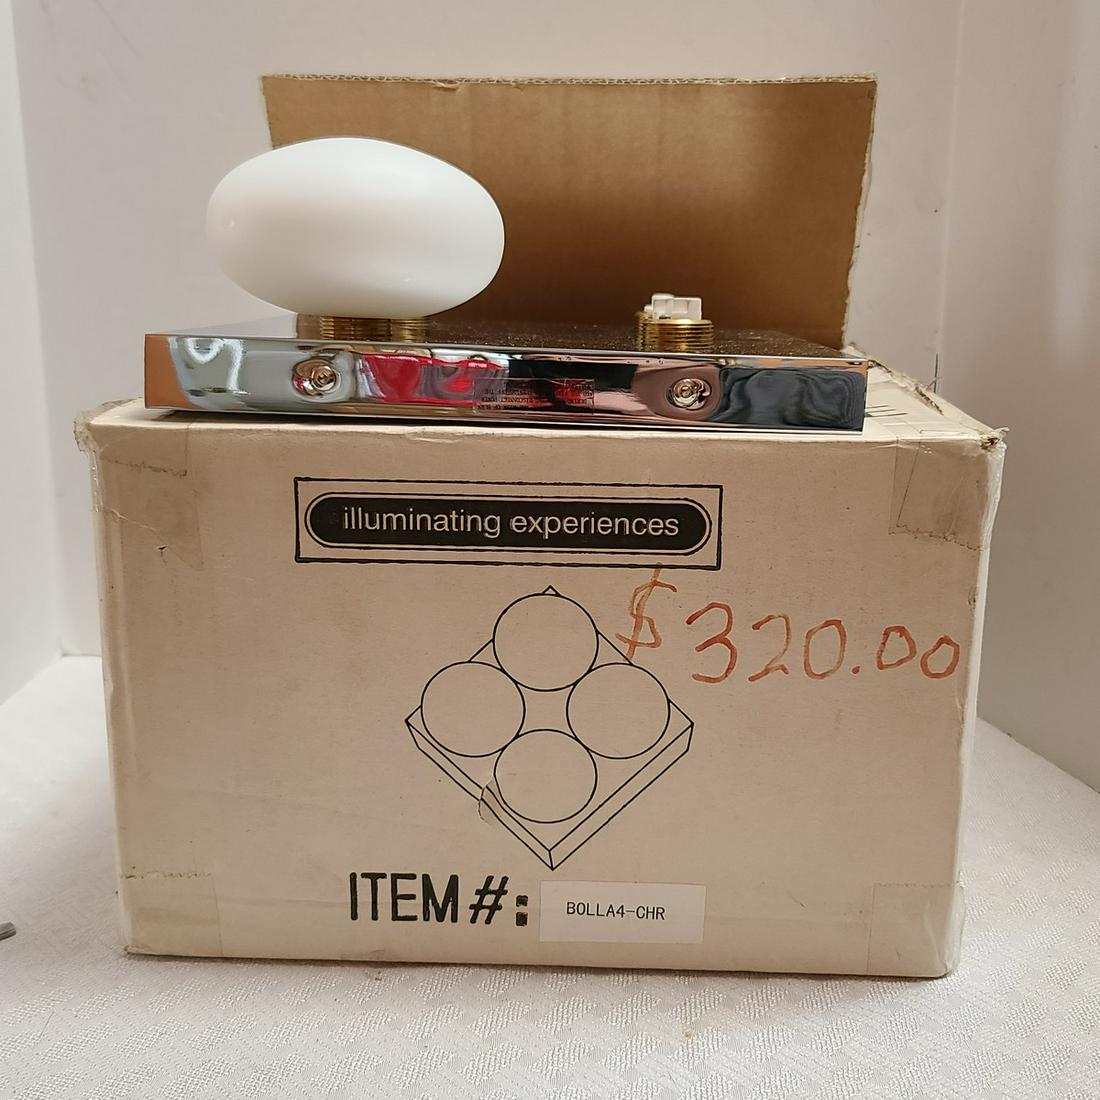 illuminating experiences
$320.00
ITEM#: BOLLA4-CHR